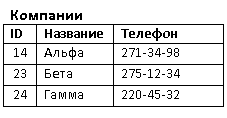 Компании
ID Название Телефон
14 Альфа 271-34-98
23 Бета 275-12-34
24 Гамма 220-45-32